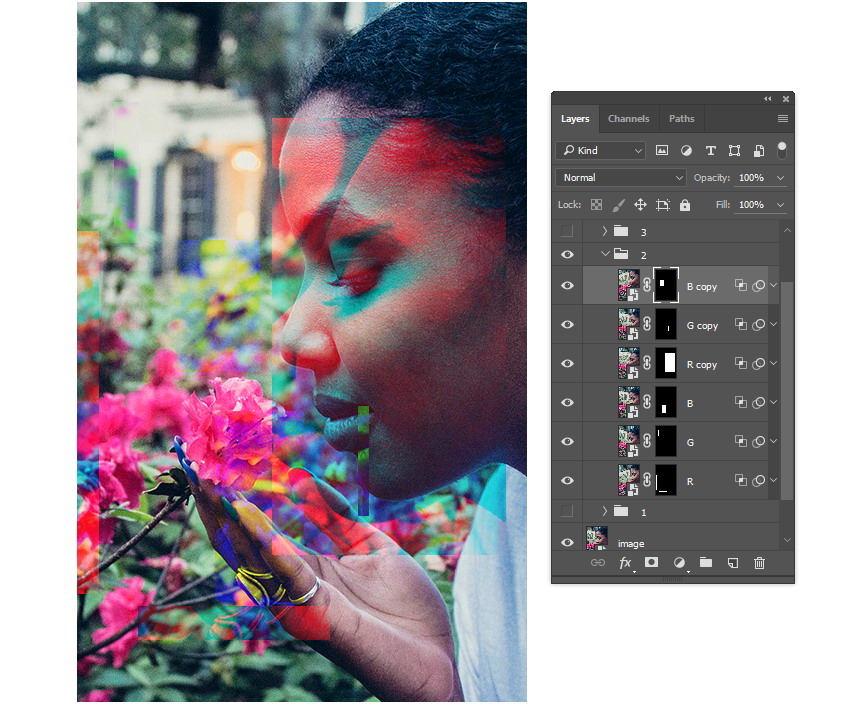 Layers Channels Paths
Kind
Normal Opacity: 100%
Lock: Fill: 100%
3
2
B copy
G copy
R copy
B
G
R
1
image
fx